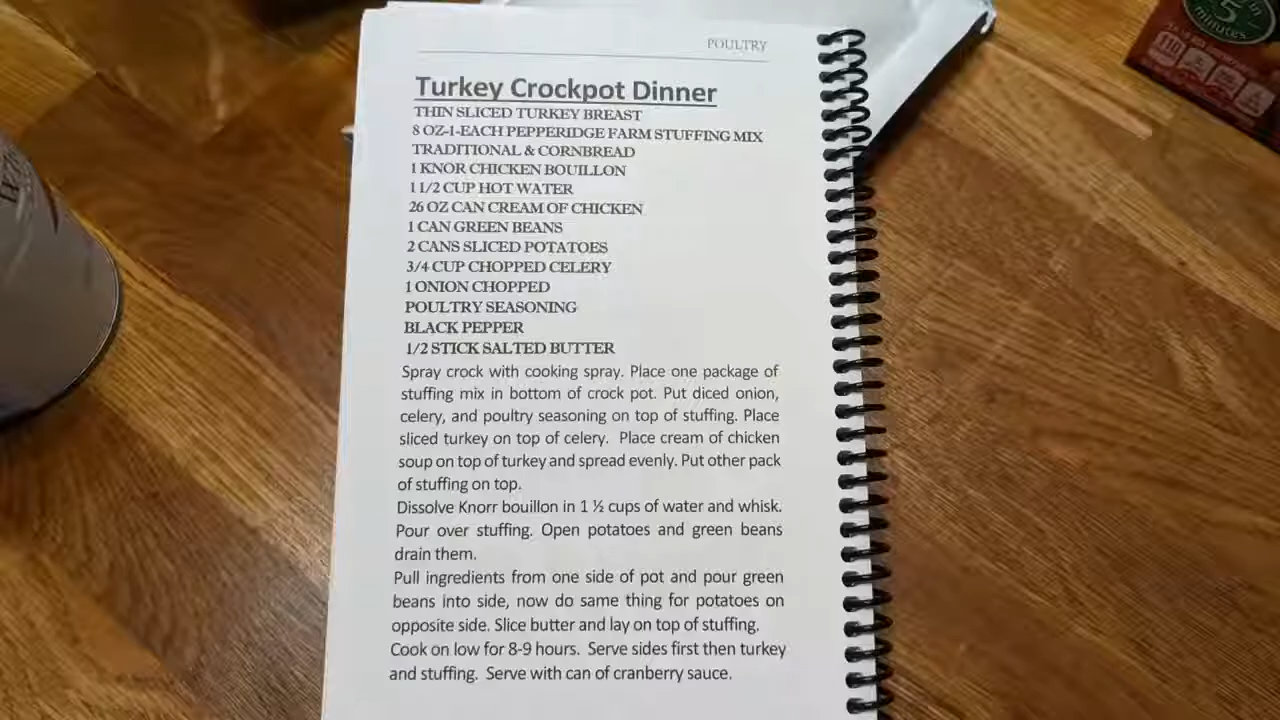 POULTRY
Turkey Crockpot Dinner
THIN SLICED TURKEY BREAST
8 OZ-1-EACH PEPPERIDGE FARM STUFFING MIX
TRADITIONAL & CORNBREAD
1 KNOR CHICKEN BOUILLON
1 1/2 CUP HOT WATER
26 OZ CAN CREAM OF CHICKEN
1 CAN GREEN BEANS
2 CANS SLICED POTATOES
3/4 CUP CHOPPED CELERY
1 ONION CHOPPED
POULTRY SEASONING
BLACK PEPPER
1/2 STICK SALTED BUTTER
Spray crock with cooking spray. Place one package of
stuffing mix in bottom of crock pot. Put diced onion,
celery, and poultry seasoning on top of stuffing. Place
sliced turkey on top of celery. Place cream of chicken
soup on top of turkey and spread evenly. Put other pack
of stuffing on top.
Dissolve Knorr bouillon in 1 ½ cups of water and whisk.
Pour over stuffing. Open potatoes and green beans
drain them.
Pull ingredients from one side of pot and pour green
beans into side, now do same thing for potatoes on
opposite side. Slice butter and lay on top of stuffing.
Cook on low for 8-9 hours. Serve sides first then turkey
and stuffing. Serve with can of cranberry sauce.
5
minutes
110